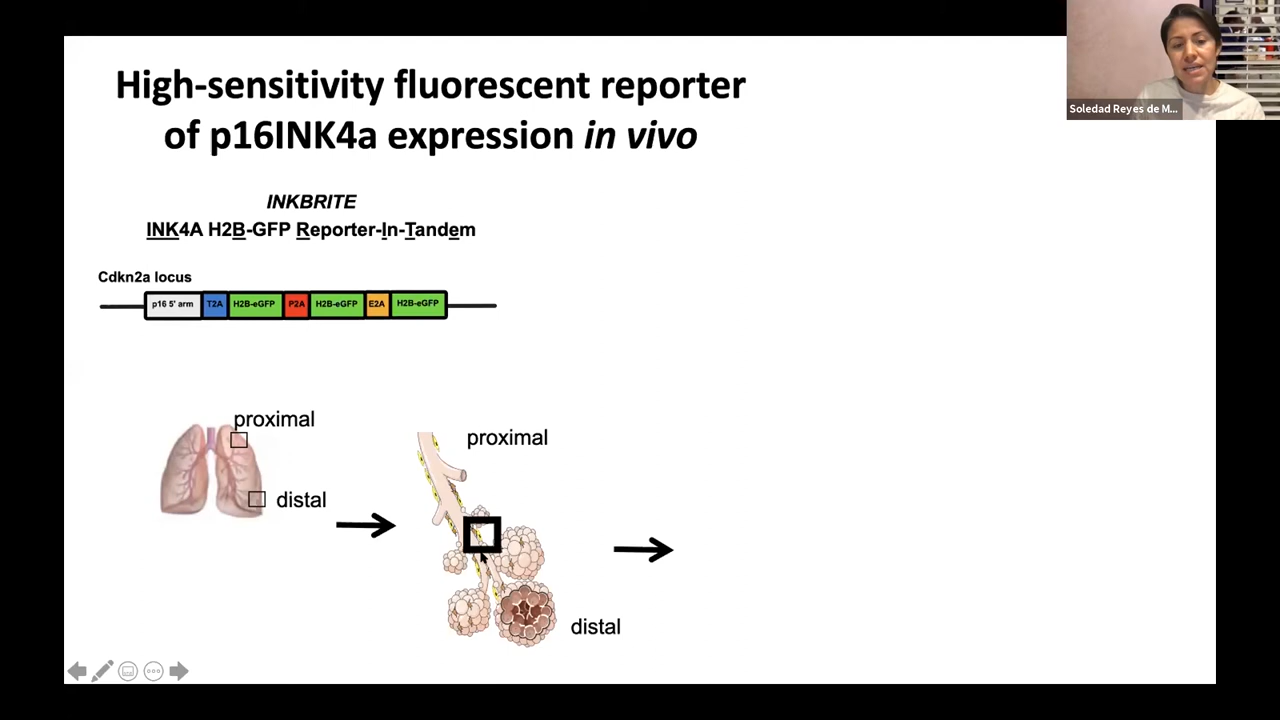 High-sensitivity fluorescent reporter
of p16INK4a expression in vivo
Soledad Reyes de M...
INKBRITE
INK4A H2B-GFP Reporter-In-Tandem
Cdkn2a locus
p16 5' arm T2A H2B-eGFP P2A H2B-eGFP E2A H2B-eGFP
proximal
distal
proximal
distal